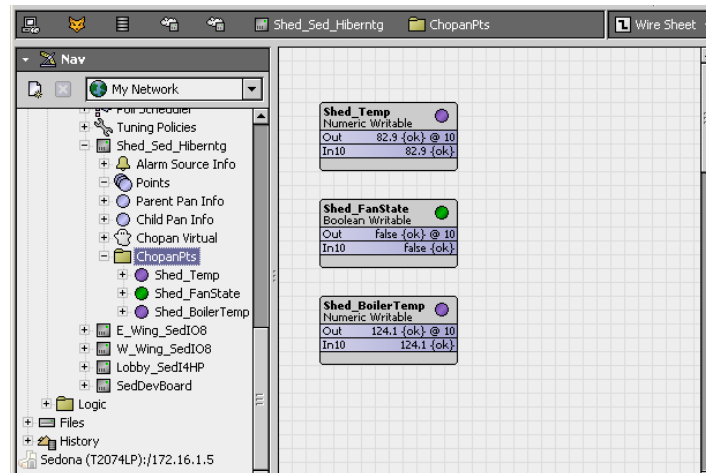 Shed_Sed_Hiberntg
ChopanPts
Wire Sheet
Nav
My Network
Poll Scheduler
Tuning Policies
Shed_Sed_Hiberntg
Alarm Source Info
Points
Parent Pan Info
Child Pan Info
Chopan Virtual
ChopanPts
Shed_Temp
Shed_FanState
Shed_BoilerTemp
E_Wing_SedIO8
W_Wing_SedIO8
Lobby_SedI4HP
SedDevBoard
Logic
Files
History
Sedona (T2074LP):/172.16.1.5
Shed_Temp
Numeric Writable
Out 82.9 {ok} @ 10
In10 82.9 {ok}
Shed_FanState
Boolean Writable
Out false {ok} @ 10
In10 false {ok}
Shed_BoilerTemp
Numeric Writable
Out 124.1 {ok} @ 10
In10 124.1 {ok}